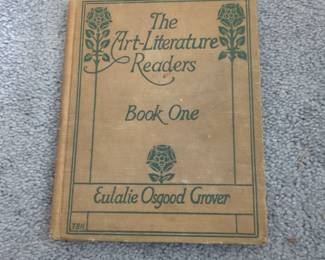 The
Art-Literature
Readers
Book One
Eulalie Osgood Grover